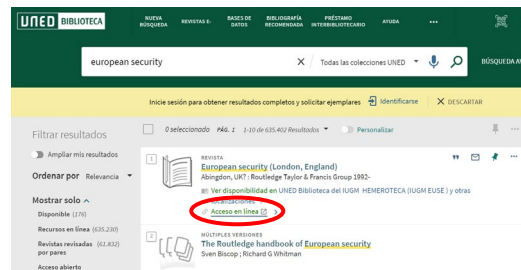 UNED BIBLIOTECA
NUEVA BÚSQUEDA
REVISTAS E-
BASES DE DATOS
BIBLIOGRAFÍA RECOMENDADA
PRÉSTAMO INTERBIBLIOTECARIO
AYUDA
...
european security
Todas las colecciones UNED
BÚSQUEDA AV
Inicie sesión para obtener resultados completos y solicitar ejemplares
Identificarse
DESCARTAR
Filtrar resultados
Ampliar mis resultados
Ordenar por Relevancia
Mostrar solo
Disponible (176)
Recursos en línea (635.230)
Revistas revisadas por pares (61.832)
Acceso abierto
0 seleccionado PÁG. 1 1-10 de 635.402 Resultados
Personalizar
1
REVISTA
European security (London, England)
Abingdon, UK? : Routledge Taylor & Francis Group 1992-
Ver disponibilidad en UNED Biblioteca del IUGM HEMEROTECA (IUGM EUSE ) y otras
localizaciones
Acceso en línea
2
MÚLTIPLES VERSIONES
The Routledge handbook of European security
Sven Biscop ; Richard G Whitman